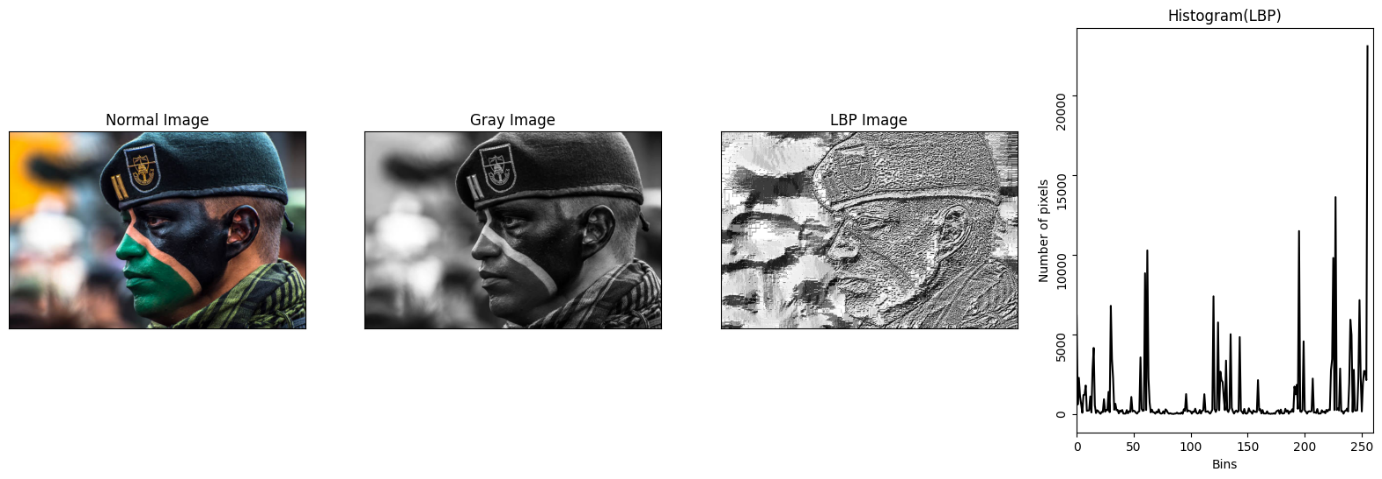 Normal Image
Gray Image
LBP Image
Histogram(LBP)
Number of pixels
20000
15000
10000
5000
0
0 50 100 150 200 250
Bins